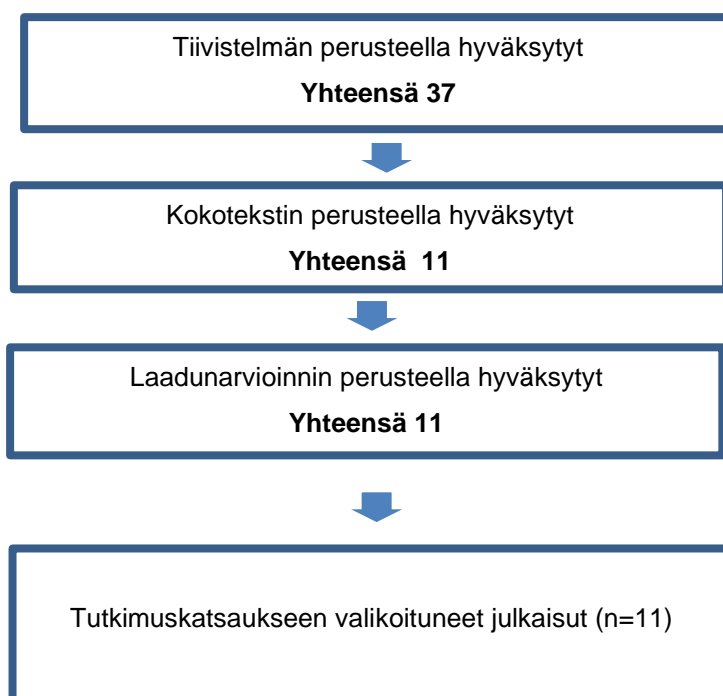 Tiivistelmän perusteella hyväksytyt
Yhteensä 37
Kokotekstin perusteella hyväksytyt
Yhteensä 11
Laadunarvioinnin perusteella hyväksytyt
Yhteensä 11
Tutkimuskatsaukseen valikoituneet julkaisut (n=11)